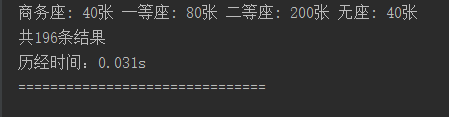 商务座: 40张 一等座: 80张 二等座: 200张 无座: 40张
共196条结果
历经时间：0.031s
===============================